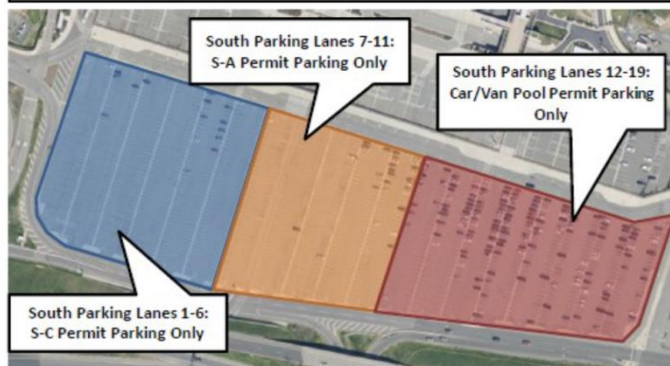 South Parking Lanes 7-11:
S-A Permit Parking Only
South Parking Lanes 12-19:
Car/Van Pool Permit Parking
Only
South Parking Lanes 1-6:
S-C Permit Parking Only